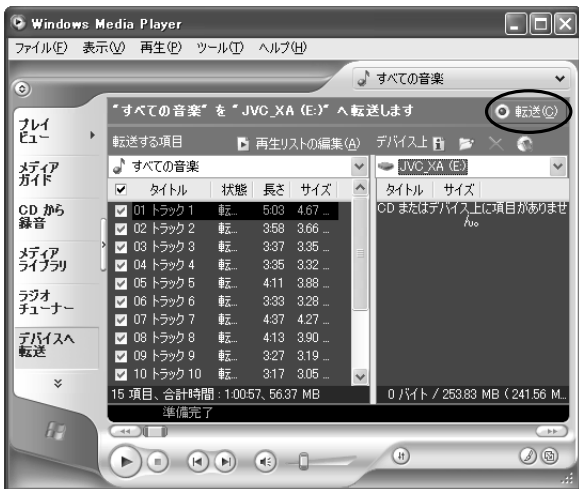 Windows Media Player
ファイル(F) 表示(V) 再生(P) ツール(T) ヘルプ(H)
すべての音楽
"すべての音楽" を "JVC_XA (E:)" へ転送します
転送(C)
プレイビュー
メディアガイド
CD から録音
メディアライブラリ
ラジオチューナー
デバイスへ転送
転送する項目 再生リストの編集(A)
すべての音楽
タイトル 状態 長さ サイズ
01 トラック 1 転... 5:03 4.67 ...
02 トラック 2 転... 3:58 3.66 ...
03 トラック 3 転... 3:37 3.35 ...
04 トラック 4 転... 3:35 3.32 ...
05 トラック 5 転... 4:11 3.88 ...
06 トラック 6 転... 3:33 3.28 ...
07 トラック 7 転... 4:37 4.27 ...
08 トラック 8 転... 4:13 3.90 ...
09 トラック 9 転... 3:27 3.19 ...
10 トラック 10 転... 3:17 3.05 ...
15 項目、合計時間 : 1:00:57、56.37 MB
デバイス上
JVC_XA (E:)
タイトル サイズ
CD またはデバイス上に項目がありませ
ん。
0 バイト / 253.83 MB ( 241.56 M...
準備完了